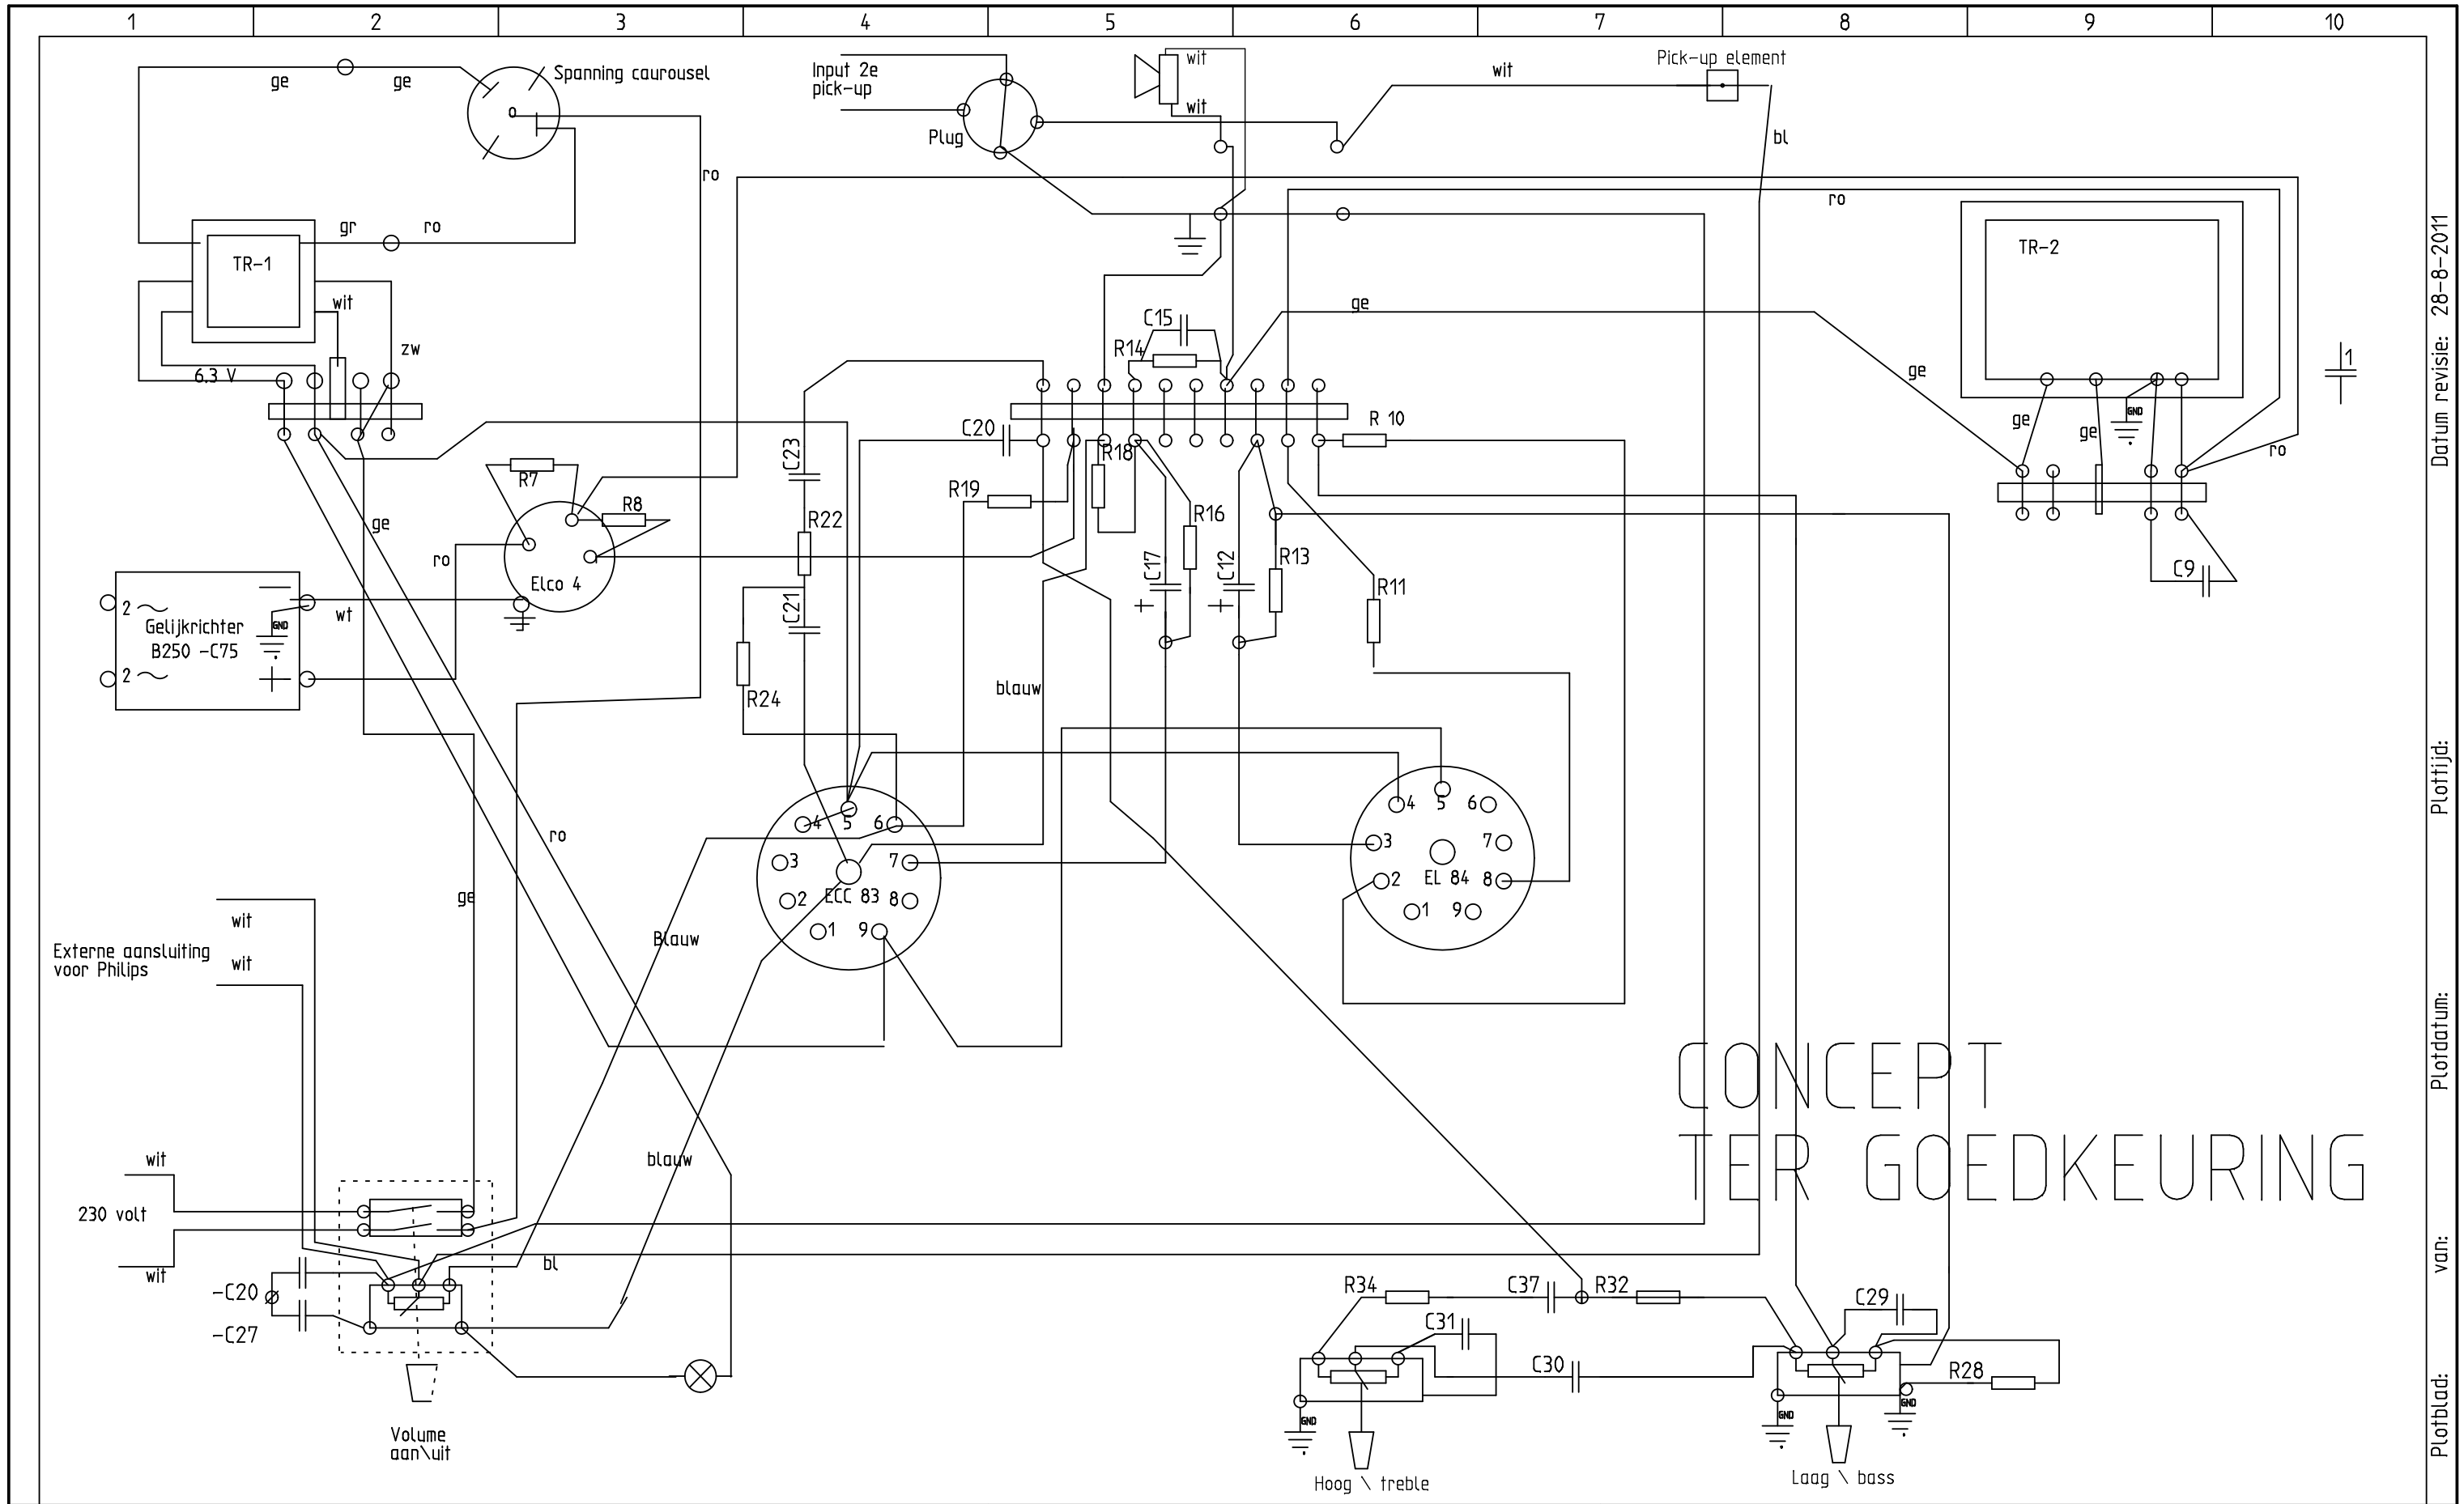 1 2 3 4 5 6 7 8 9 10
ge
ge
Spanning caurousel
0
Input 2e
pick-up
Plug
wit
wit
wit
Pick-up element
bl
ro
ro
gr
ro
TR-1
wit
zw
6.3 V
TR-2
GND
ge
ge
ge
ge
ro
1
C15
R14
C20
R 10
R18
C23
R19
R7
R8
R22
R16
ge
ro
Elco 4
C17
C12
R13
R11
C9
C21
R24
2
Gelijkrichter
B250 -C75
2
GND
wt
blauw
4
5
6
3
7
2
ECC 83
8
1
9
4
5
6
3
7
2
EL 84
8
1
9
ro
ge
Blauw
wit
Externe aansluiting
voor Philips
wit
CONCEPT
TER GOEDKEURING
wit
blauw
230 volt
wit
bl
-C20
-C27
Volume
aan\uit
R34
C37
R32
C29
C31
C30
R28
GND
GND
GND
Hoog \ treble
Laag \ bass
Datum revisie: 28-8-2011
Plottijd:
Plotdatum:
van:
Plotblad: